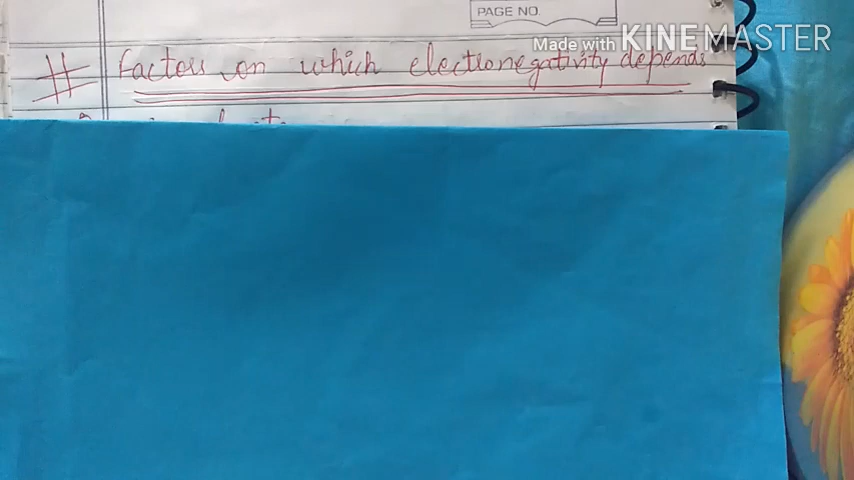 PAGE NO.
Made with KINEMASTER
# Factors on which electronegativity depends